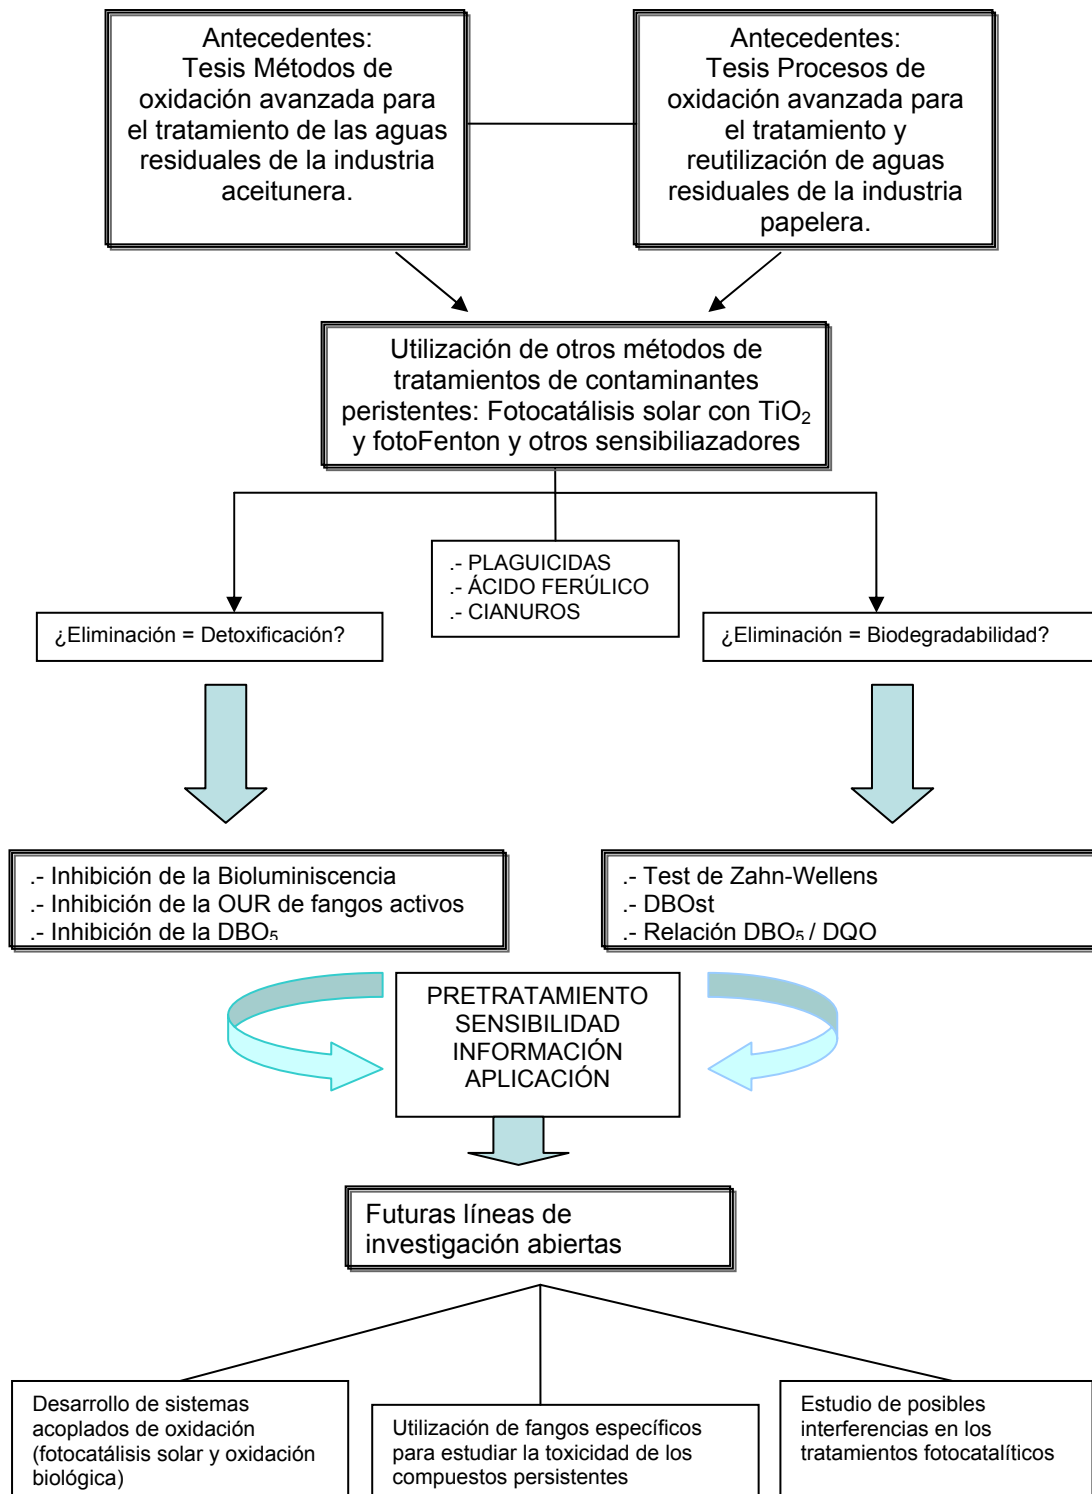 Antecedentes:
Tesis Métodos de
oxidación avanzada para
el tratamiento de las aguas
residuales de la industria
aceitunera.
Antecedentes:
Tesis Procesos de
oxidación avanzada para
el tratamiento y
reutilización de aguas
residuales de la industria
papelera.
Utilización de otros métodos de
tratamientos de contaminantes
peristentes: Fotocatálisis solar con TiO₂
y fotoFenton y otros sensibiliazadores
.- PLAGUICIDAS
.- ÁCIDO FERÚLICO
.- CIANUROS
¿Eliminación = Detoxificación?
¿Eliminación = Biodegradabilidad?
.- Inhibición de la Bioluminiscencia
.- Inhibición de la OUR de fangos activos
.- Inhibición de la DBO₅
.- Test de Zahn-Wellens
.- DBOst
.- Relación DBO₅ / DQO
PRETRATAMIENTO
SENSIBILIDAD
INFORMACIÓN
APLICACIÓN
Futuras líneas de
investigación abiertas
Desarrollo de sistemas
acoplados de oxidación
(fotocatálisis solar y oxidación
biológica)
Utilización de fangos específicos
para estudiar la toxicidad de los
compuestos persistentes
Estudio de posibles
interferencias en los
tratamientos fotocatalíticos